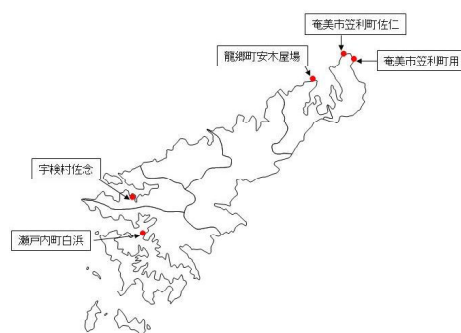 奄美市笠利町佐仁
龍郷町安木屋場
奄美市笠利町用
宇検村佐念
瀬戸内町白浜